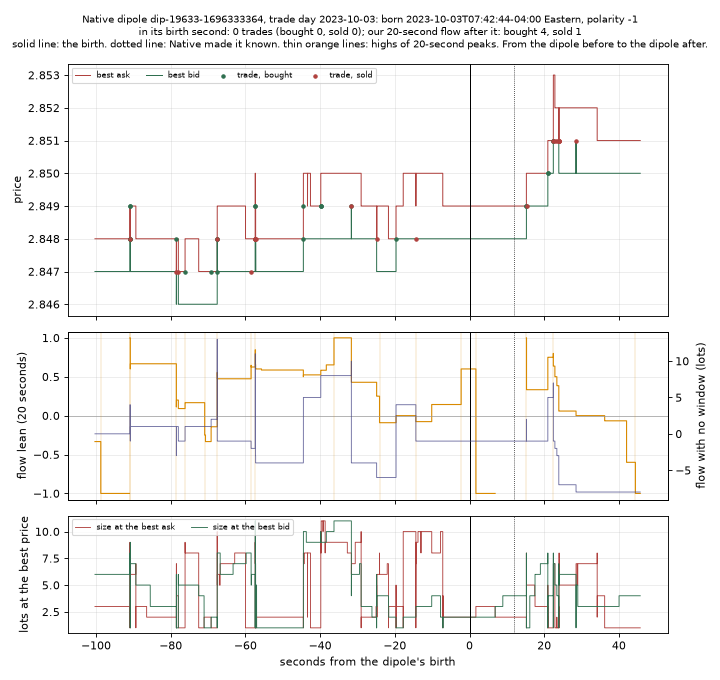 Native dipole dip-19633-1696333364, trade day 2023-10-03: born 2023-10-03T07:42:44-04:00 Eastern, polarity -1
in its birth second: 0 trades (bought 0, sold 0); our 20-second flow after it: bought 4, sold 1
solid line: the birth. dotted line: Native made it known. thin orange lines: highs of 20-second peaks. From the dipole before to the dipole after.
best ask best bid trade, bought trade, sold
2.853
2.852
2.851
2.850
2.849
2.848
2.847
2.846
price
1.0
0.5
0.0
−0.5
−1.0
flow lean (20 seconds)
10
5
0
−5
flow with no window (lots)
size at the best ask size at the best bid
10.0
7.5
5.0
2.5
lots at the best price
−100 −80 −60 −40 −20 0 20 40
seconds from the dipole's birth